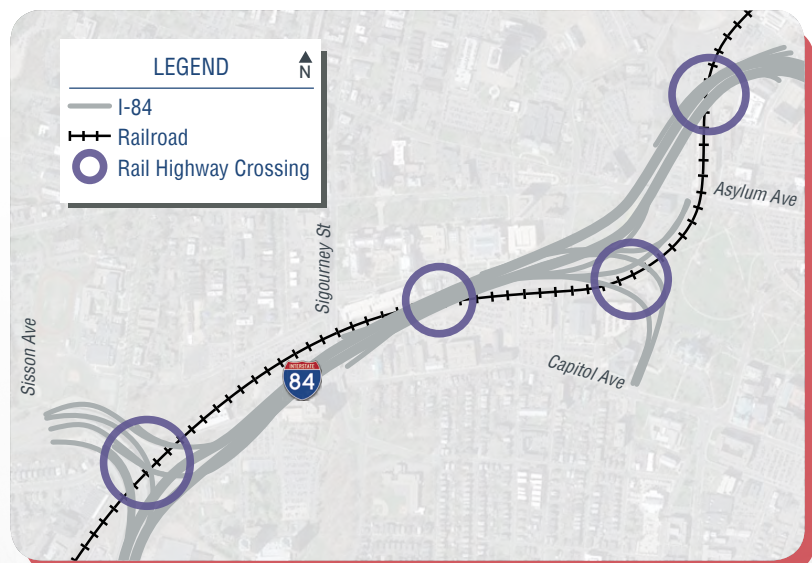 LEGEND
N
I-84
Railroad
Rail Highway Crossing
Asylum Ave
Sigourney St
Sisson Ave
Capitol Ave
INTERSTATE
84